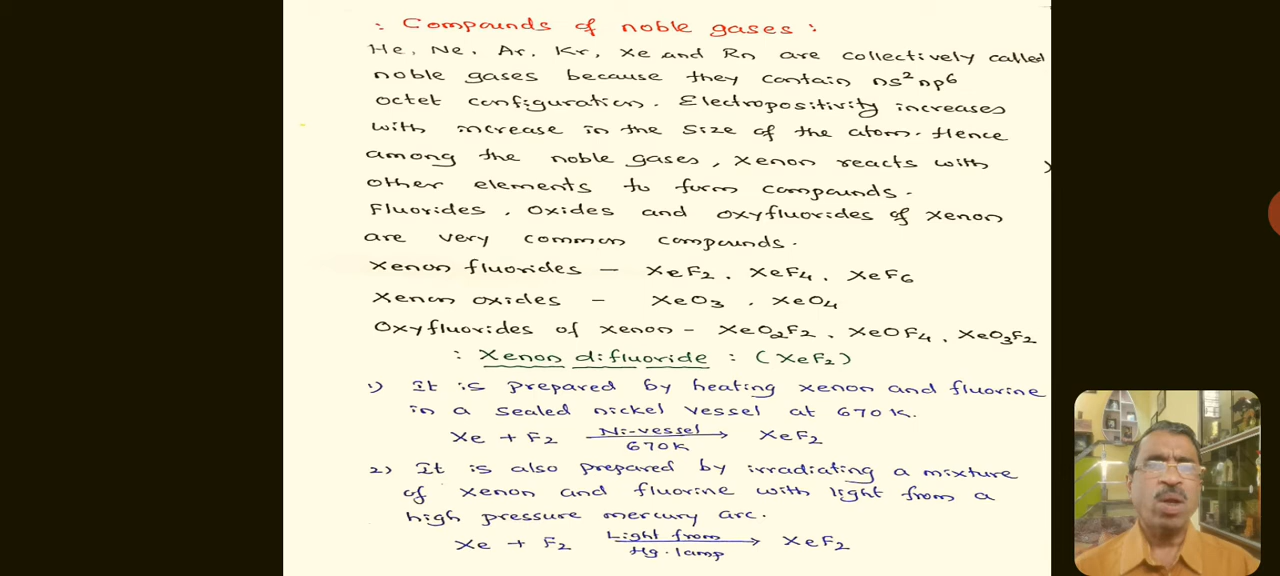 : Compounds of noble gases :
He, Ne, Ar, Kr, Xe and Rn are collectively called
noble gases because they contain ns²np⁶
octet configuration. Electropositivity increases
with increase in the size of the atom. Hence
among the noble gases, xenon reacts with
other elements to form compounds.
Fluorides, oxides and oxyfluorides of xenon
are very common compounds.
Xenon fluorides – XeF₂, XeF₄, XeF₆
Xenon oxides – XeO₃, XeO₄
Oxyfluorides of xenon – XeO₂F₂, XeOF₄, XeO₃F₂
: Xenon difluoride : (XeF₂)
1) It is prepared by heating xenon and fluorine
in a sealed nickel vessel at 670K.
Xe + F₂ —Ni-vessel/670K→ XeF₂
2) It is also prepared by irradiating a mixture
of xenon and fluorine with light from a
high pressure mercury arc.
Xe + F₂ —Light from/Hg. lamp→ XeF₂